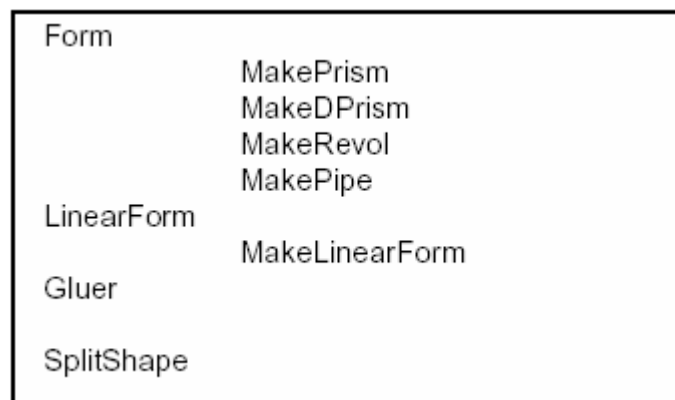 Form
MakePrism
MakeDPrism
MakeRevol
MakePipe
LinearForm
MakeLinearForm
Gluer
SplitShape